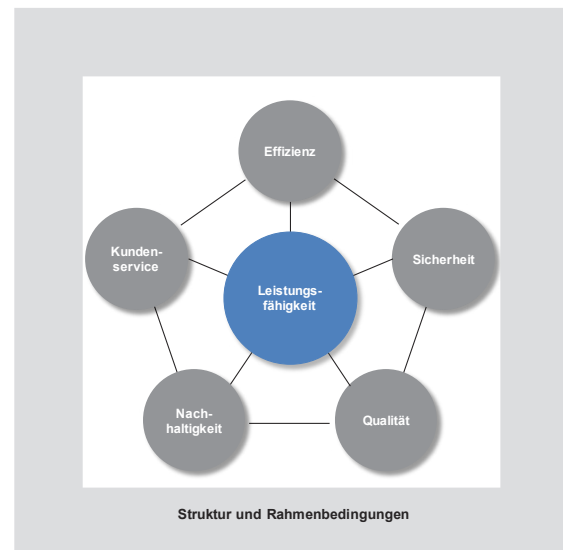 Effizienz
Kunden-
service
Sicherheit
Leistungs-
fähigkeit
Nach-
haltigkeit
Qualität
Struktur und Rahmenbedingungen